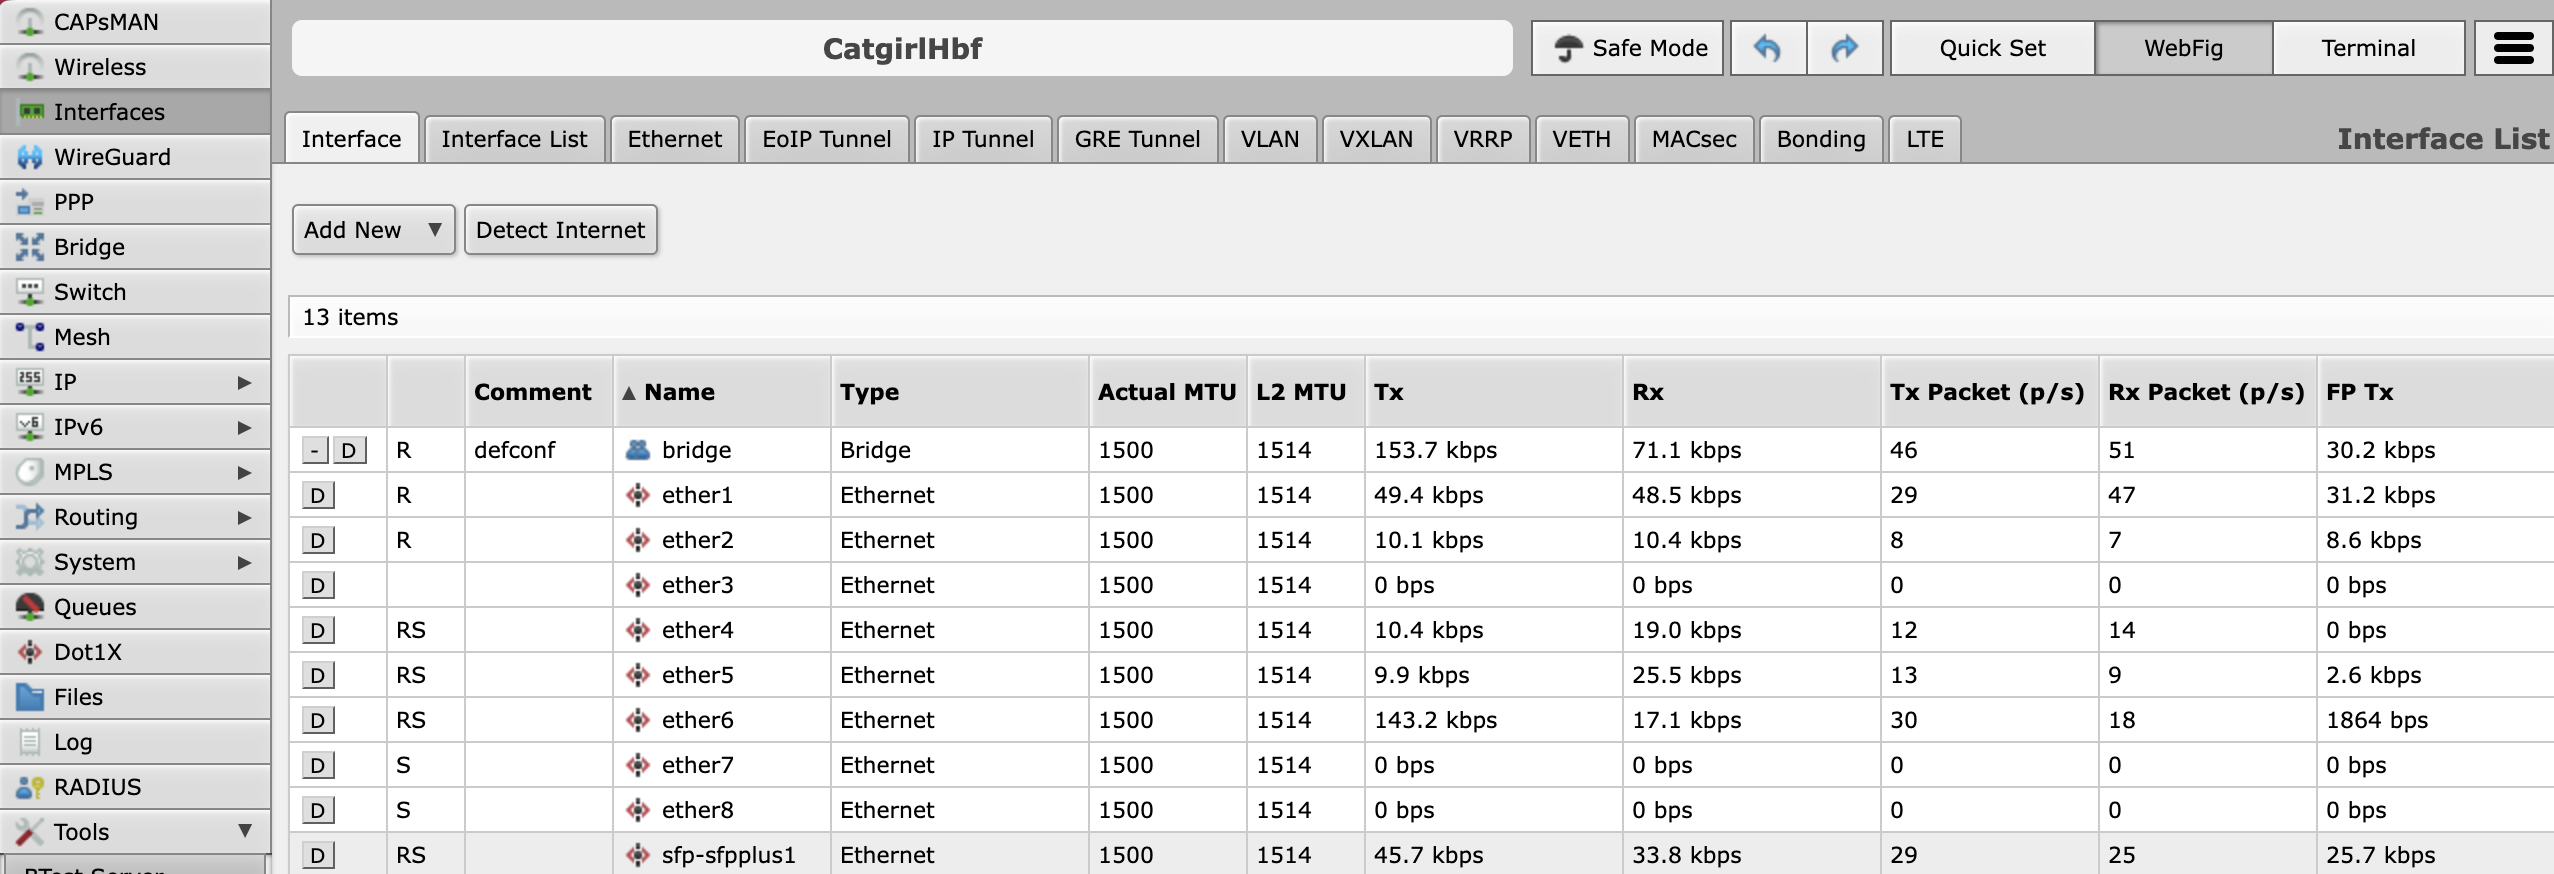 CAPsMAN
Wireless
Interfaces
WireGuard
PPP
Bridge
Switch
Mesh
IP
IPv6
MPLS
Routing
System
Queues
Dot1X
Files
Log
RADIUS
Tools
CatgirlHbf
Safe Mode
Quick Set
WebFig
Terminal
Interface
Interface List
Ethernet
EoIP Tunnel
IP Tunnel
GRE Tunnel
VLAN
VXLAN
VRRP
VETH
MACsec
Bonding
LTE
Interface List
Add New ▼
Detect Internet
13 items
Comment ▲ Name Type Actual MTU L2 MTU Tx Rx Tx Packet (p/s) Rx Packet (p/s) FP Tx
- D R defconf bridge Bridge 1500 1514 153.7 kbps 71.1 kbps 46 51 30.2 kbps
D R ether1 Ethernet 1500 1514 49.4 kbps 48.5 kbps 29 47 31.2 kbps
D R ether2 Ethernet 1500 1514 10.1 kbps 10.4 kbps 8 7 8.6 kbps
D ether3 Ethernet 1500 1514 0 bps 0 bps 0 0 0 bps
D RS ether4 Ethernet 1500 1514 10.4 kbps 19.0 kbps 12 14 0 bps
D RS ether5 Ethernet 1500 1514 9.9 kbps 25.5 kbps 13 9 2.6 kbps
D RS ether6 Ethernet 1500 1514 143.2 kbps 17.1 kbps 30 18 1864 bps
D S ether7 Ethernet 1500 1514 0 bps 0 bps 0 0 0 bps
D S ether8 Ethernet 1500 1514 0 bps 0 bps 0 0 0 bps
D RS sfp-sfpplus1 Ethernet 1500 1514 45.7 kbps 33.8 kbps 29 25 25.7 kbps